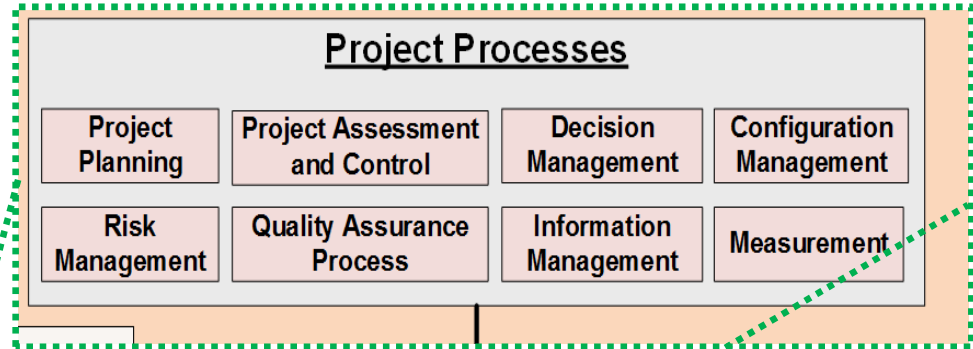 Project Processes
Project
Planning
Project Assessment
and Control
Decision
Management
Configuration
Management
Risk
Management
Quality Assurance
Process
Information
Management
Measurement